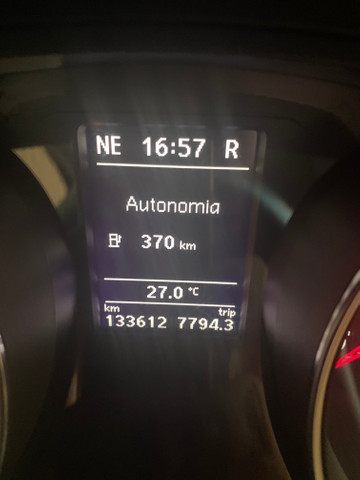 NE 16:57 R
Autonomia
370 km
27.0 °C
km trip
133612 7794.3